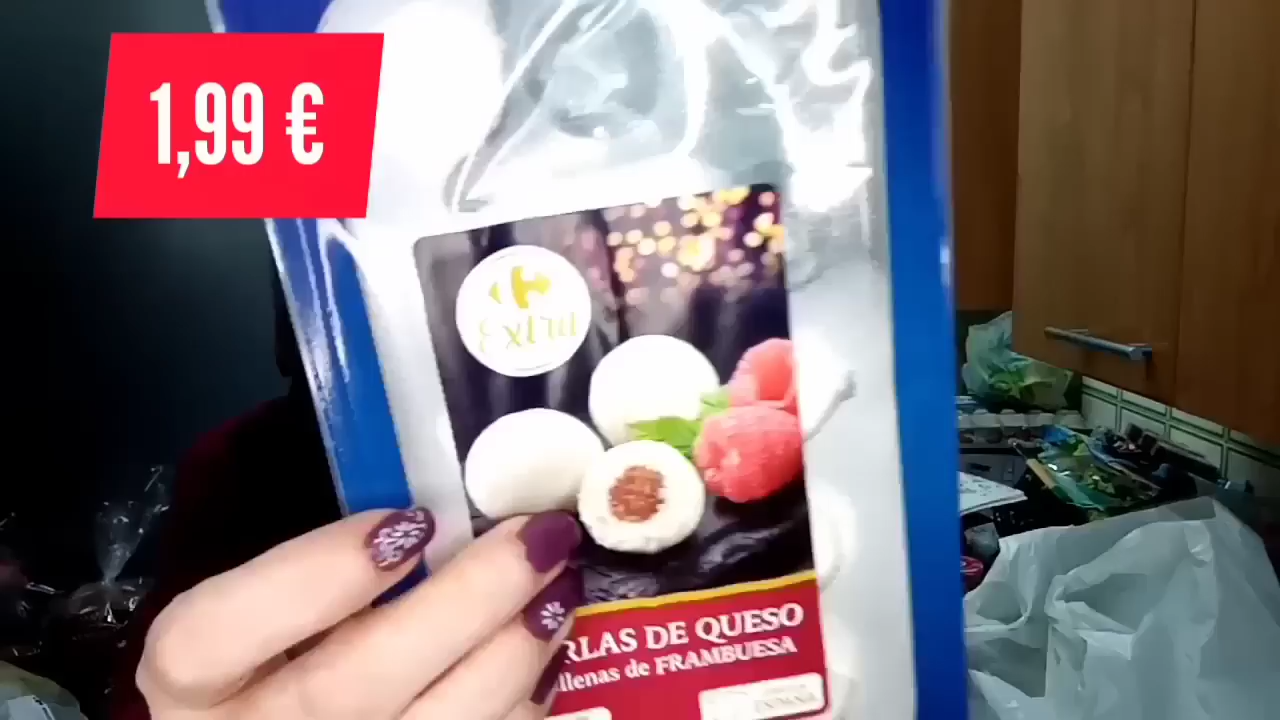 1,99 €
Extra
RLAS DE QUESO
llenas de FRAMBUESA